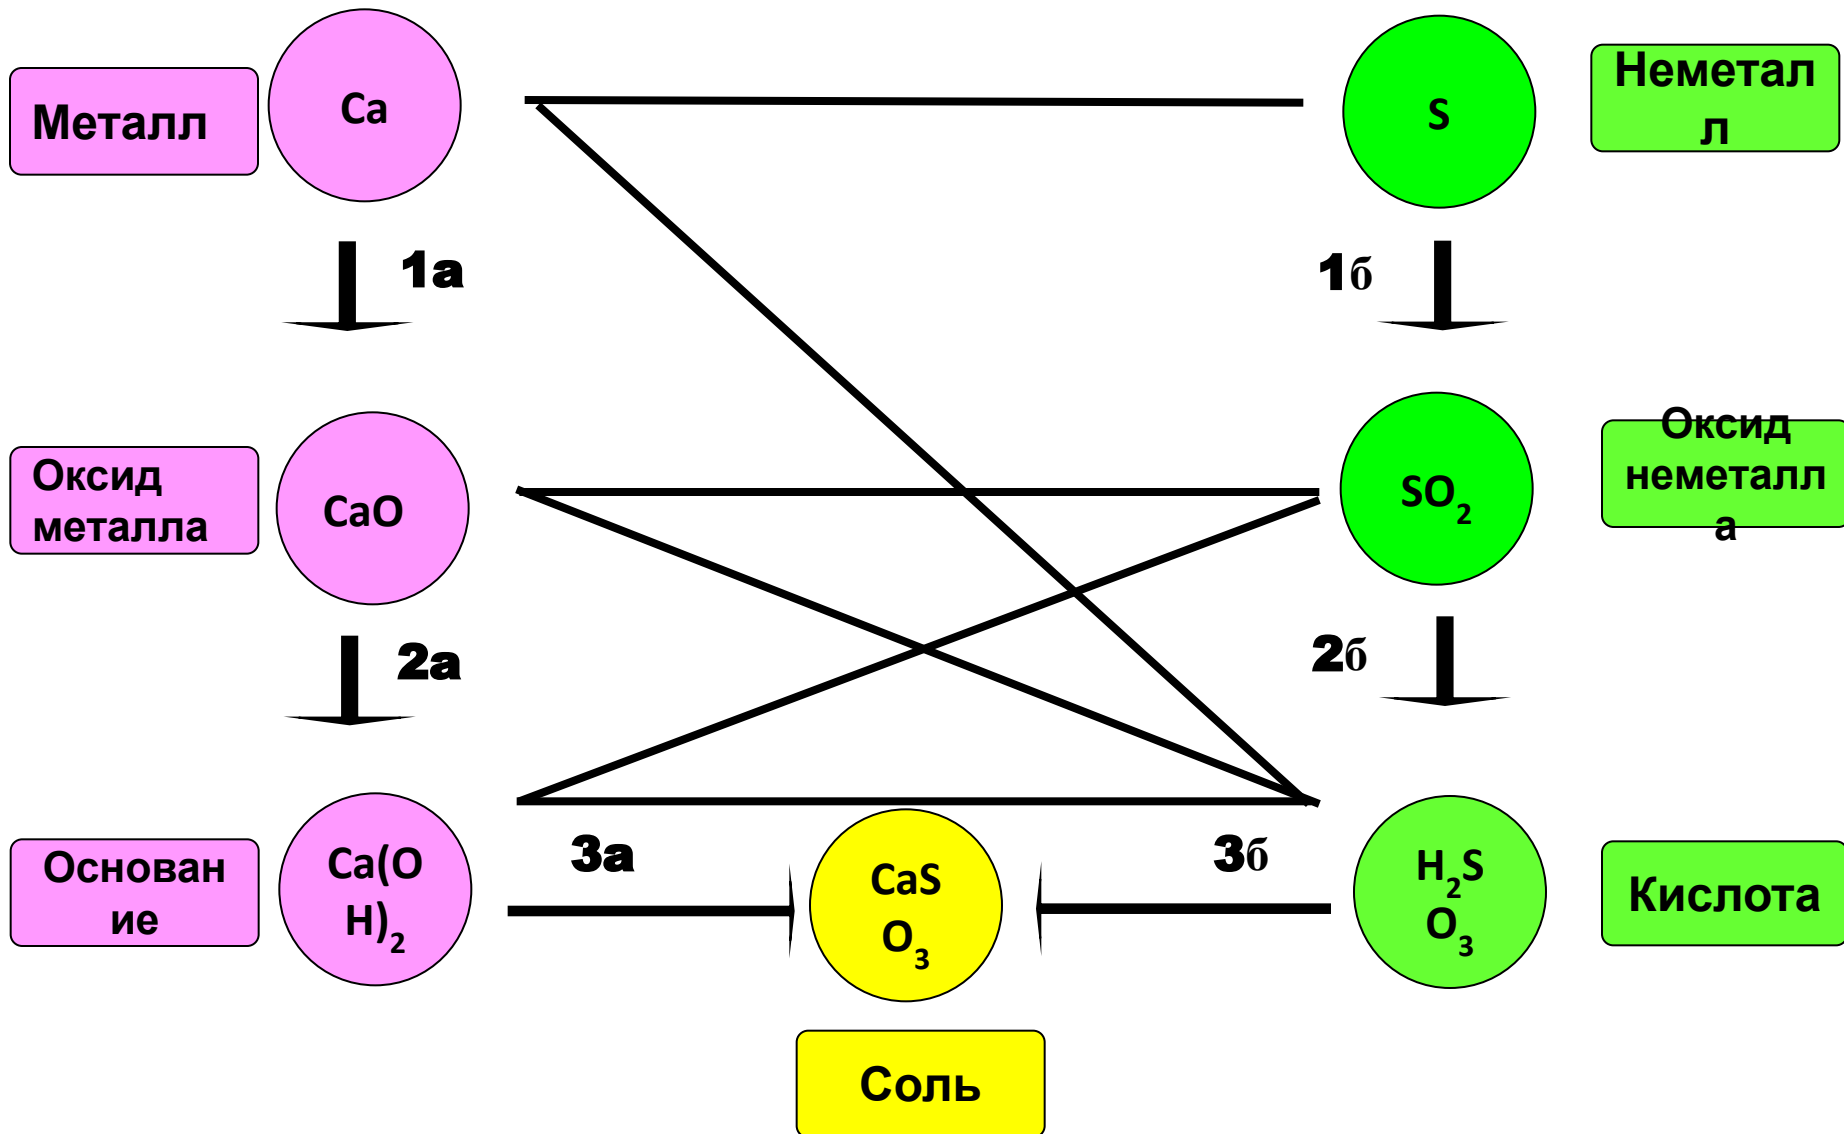 Металл
Ca
S
Неметал
л
1а
1б
Оксид
металла
CaO
SO₂
Оксид
неметалл
а
2а
2б
Основан
ие
Ca(O
H)₂
3а
CaS
O₃
3б
H₂S
O₃
Кислота
Соль